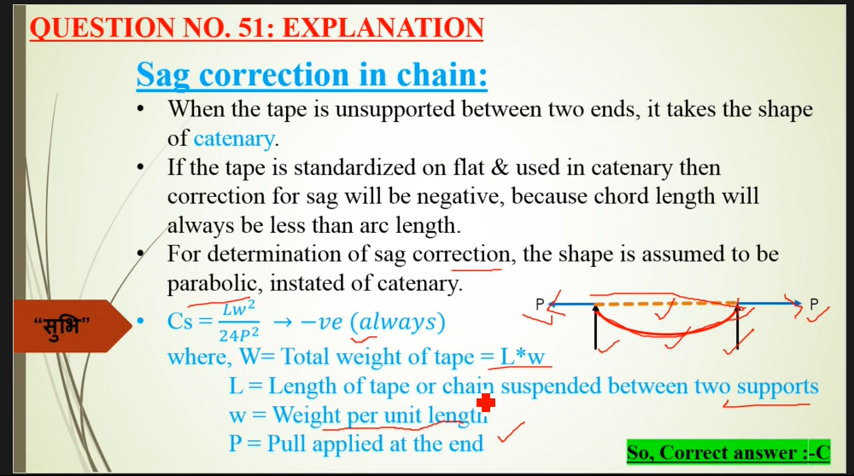 QUESTION NO. 51: EXPLANATION
Sag correction in chain:
• When the tape is unsupported between two ends, it takes the shape
of catenary.
• If the tape is standardized on flat & used in catenary then
correction for sag will be negative, because chord length will
always be less than arc length.
• For determination of sag correction, the shape is assumed to be
parabolic, instated of catenary.
P P
"सुभि"
• Cs = Lw²/24P² → −ve (always)
where, W= Total weight of tape = L*w
L = Length of tape or chain suspended between two supports
w = Weight per unit length
P = Pull applied at the end
So, Correct answer :-C